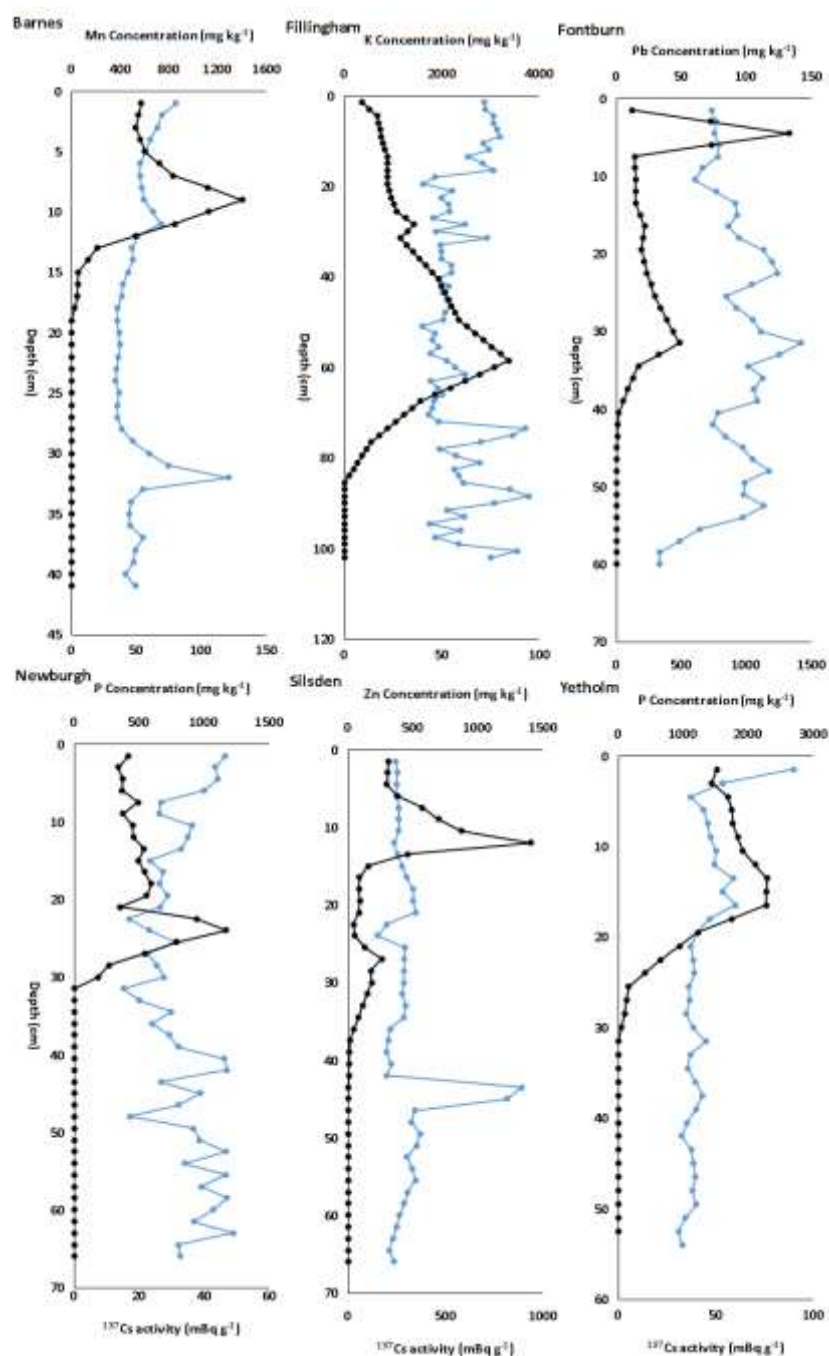 Barnes
Mn Concentration (mg kg⁻¹)
0 400 800 1200 1600
0
5
10
15
20
25
30
35
40
45
Depth (cm)
0 50 100 150
Fillingham
K Concentration (mg kg⁻¹)
0 2000 4000
0
20
40
60
80
100
120
Depth (cm)
0 50 100
Fontburn
Pb Concentration (mg kg⁻¹)
0 50 100 150
0
10
20
30
40
50
60
70
Depth (cm)
0 500 1000 1500
Newburgh
P Concentration (mg kg⁻¹)
0 500 1000 1500
0
10
20
30
40
50
60
70
Depth (cm)
0 20 40 60
¹³⁷Cs activity (mBq g⁻¹)
Silsden
Zn Concentration (mg kg⁻¹)
0 500 1000 1500
0
10
20
30
40
50
60
70
0 500 1000
¹³⁷Cs activity (mBq g⁻¹)
Yetholm
P Concentration (mg kg⁻¹)
0 1000 2000 3000
0
10
20
30
40
50
60
0 50 100
¹³⁷Cs activity (mBq g⁻¹)